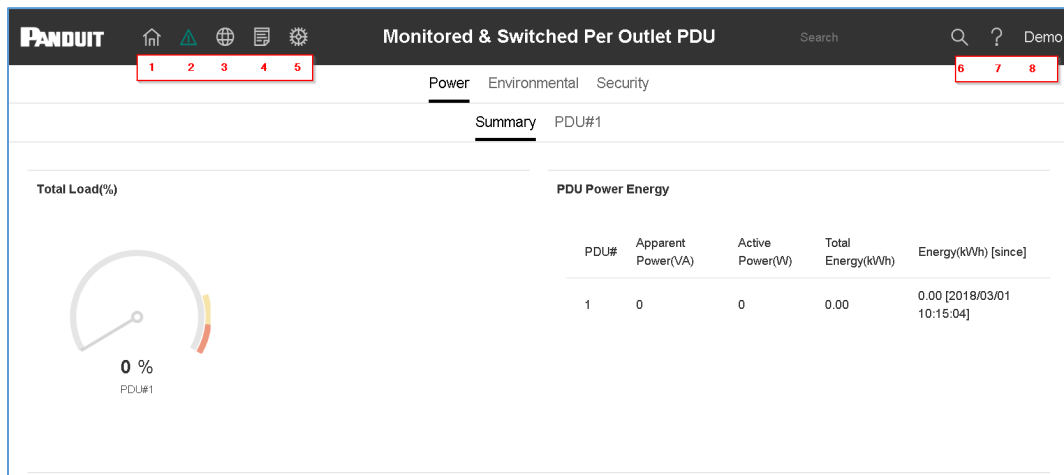 PANDUIT Monitored & Switched Per Outlet PDU Search ? Demo
1 2 3 4 5 6 7 8
Power Environmental Security
Summary PDU#1
Total Load(%)
0 %
PDU#1
PDU Power Energy
PDU# Apparent Power(VA) Active Power(W) Total Energy(kWh) Energy(kWh) [since]
1 0 0 0.00 0.00 [2018/03/01 10:15:04]